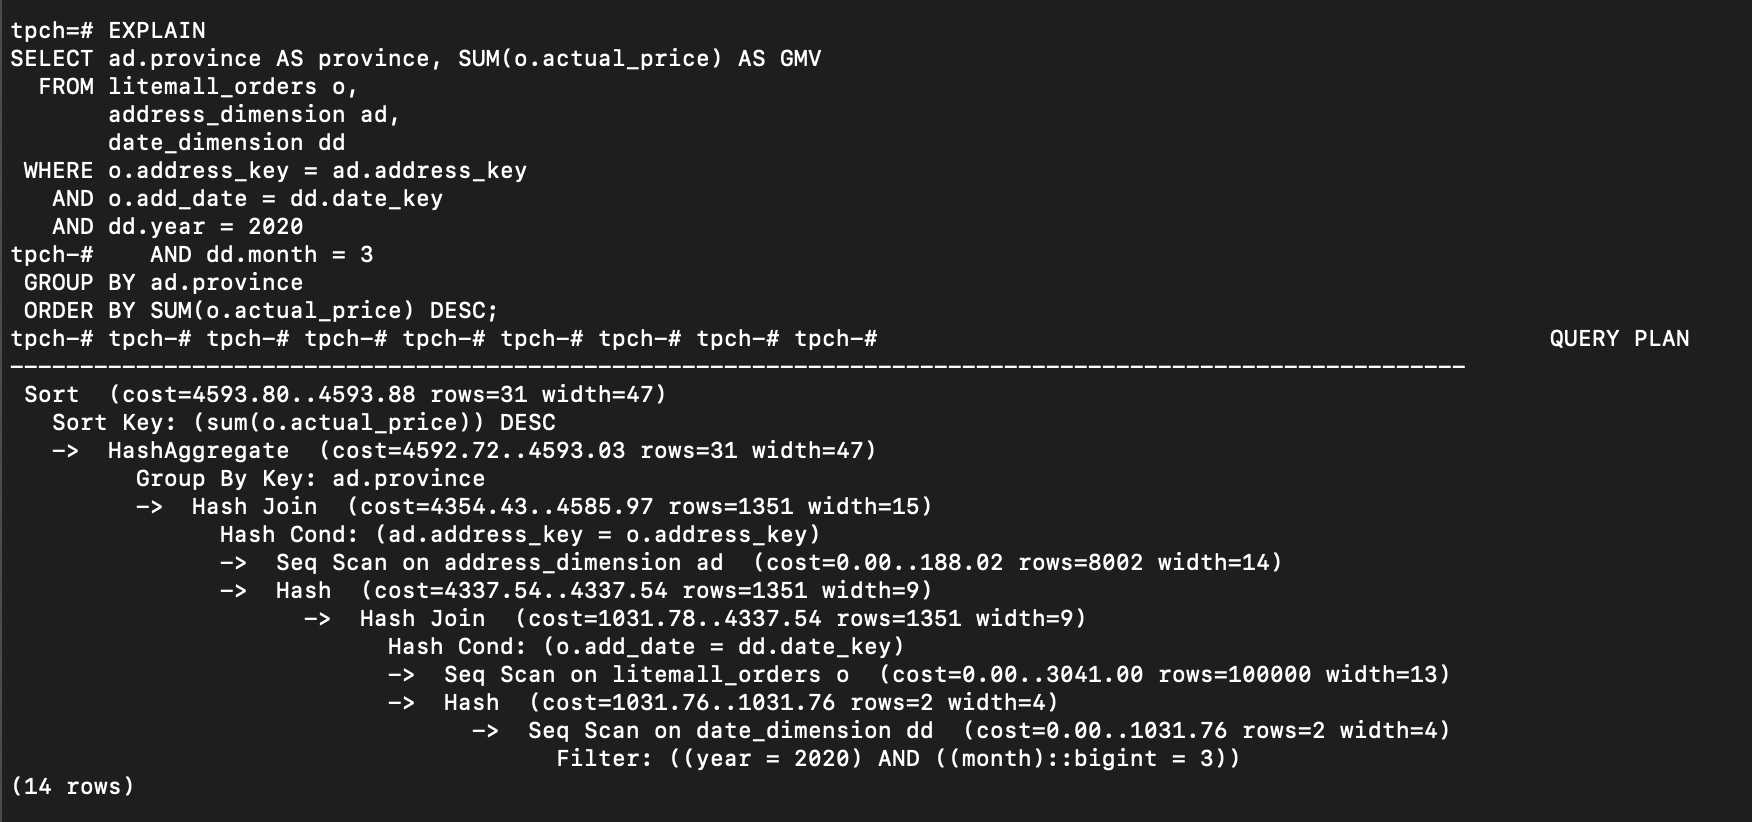 tpch=# EXPLAIN
SELECT ad.province AS province, SUM(o.actual_price) AS GMV
  FROM litemall_orders o,
       address_dimension ad,
       date_dimension dd
 WHERE o.address_key = ad.address_key
   AND o.add_date = dd.date_key
   AND dd.year = 2020
tpch-#    AND dd.month = 3
 GROUP BY ad.province
 ORDER BY SUM(o.actual_price) DESC;
tpch-# tpch-# tpch-# tpch-# tpch-# tpch-# tpch-# tpch-# tpch-#                                                QUERY PLAN
--------------------------------------------------------------------------------------------------------
 Sort  (cost=4593.80..4593.88 rows=31 width=47)
   Sort Key: (sum(o.actual_price)) DESC
   ->  HashAggregate  (cost=4592.72..4593.03 rows=31 width=47)
         Group By Key: ad.province
         ->  Hash Join  (cost=4354.43..4585.97 rows=1351 width=15)
               Hash Cond: (ad.address_key = o.address_key)
               ->  Seq Scan on address_dimension ad  (cost=0.00..188.02 rows=8002 width=14)
               ->  Hash  (cost=4337.54..4337.54 rows=1351 width=9)
                     ->  Hash Join  (cost=1031.78..4337.54 rows=1351 width=9)
                           Hash Cond: (o.add_date = dd.date_key)
                           ->  Seq Scan on litemall_orders o  (cost=0.00..3041.00 rows=100000 width=13)
                           ->  Hash  (cost=1031.76..1031.76 rows=2 width=4)
                                 ->  Seq Scan on date_dimension dd  (cost=0.00..1031.76 rows=2 width=4)
                                       Filter: ((year = 2020) AND ((month)::bigint = 3))
(14 rows)